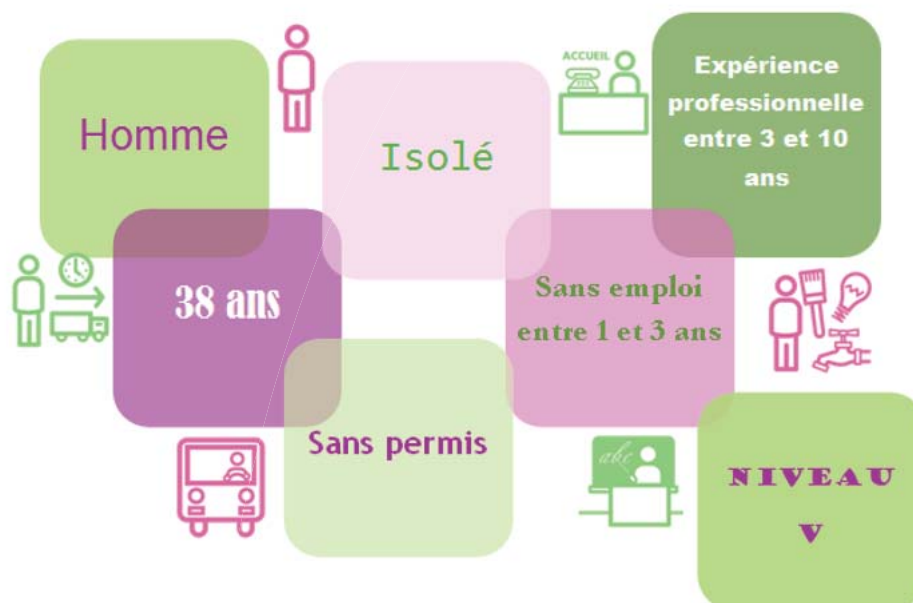 Homme
Isolé
ACCUEIL
Expérience
professionnelle
entre 3 et 10
ans
38 ans
Sans emploi
entre 1 et 3 ans
Sans permis
abc
NIVEAU
V